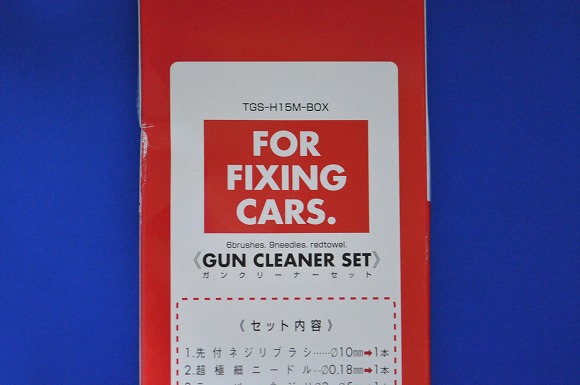 TGS-H15M-BOX
FOR
FIXING
CARS.
6brushes. 9needles. redtowel.
《GUN CLEANER SET》
ガンクリーナーセット
《セット内容》
1.先付ネジリブラシ……Ø10㎜➡1本
2.超極細ニードル…Ø0.18㎜➡1本